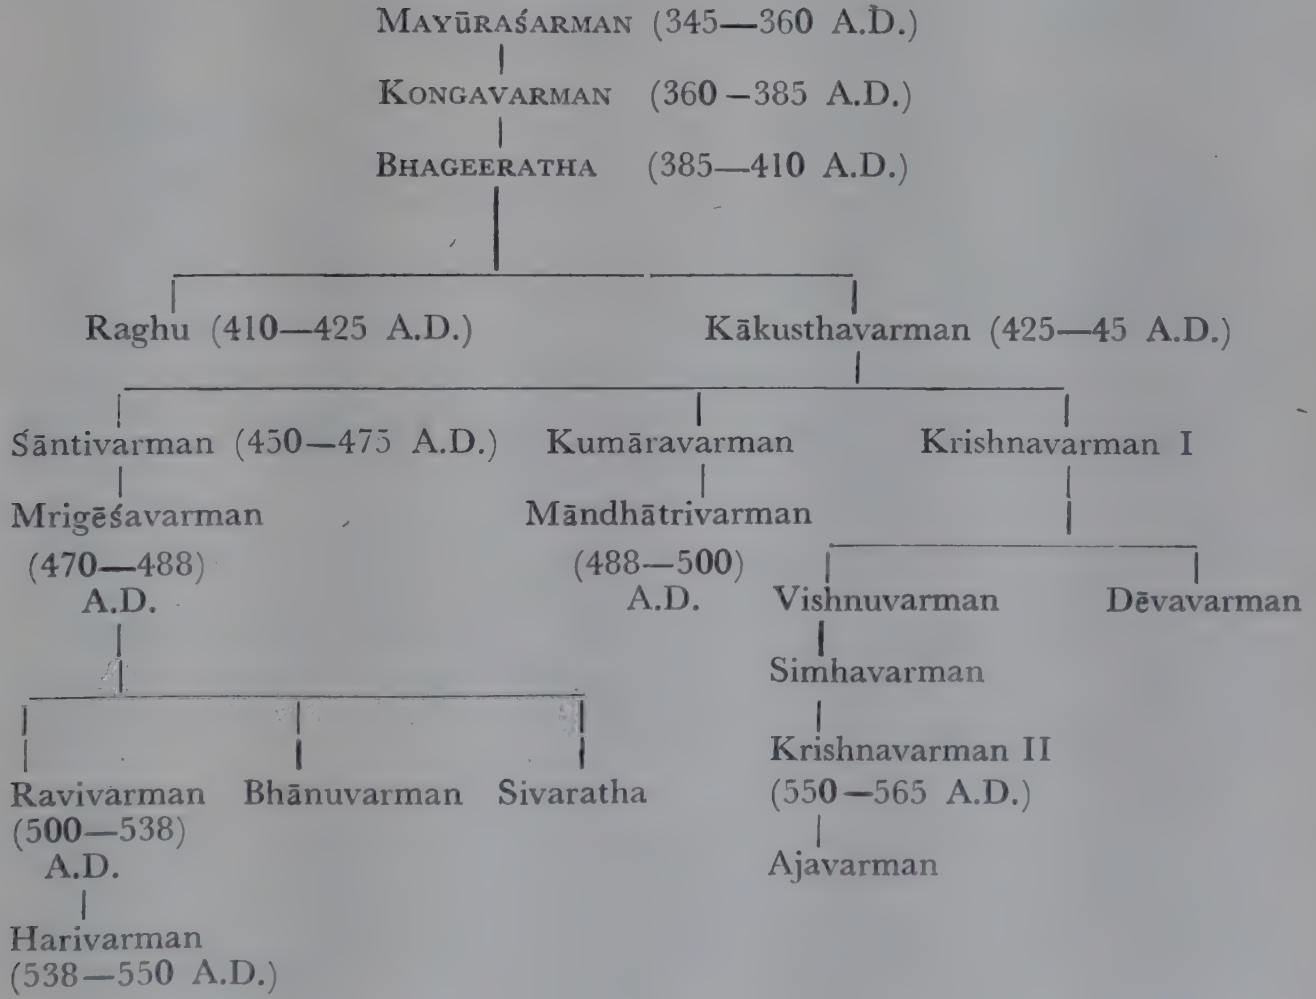 MAYŪRAŚARMAN (345—360 A.D.)
KONGAVARMAN (360–385 A.D.)
BHAGEERATHA (385—410 A.D.)
Raghu (410—425 A.D.) Kākusthavarman (425—45 A.D.)
Śāntivarman (450—475 A.D.) Kumāravarman Krishnavarman I
Mrigēśavarman Māndhātrivarman
(470—488) (488—500)
A.D. A.D. Vishnuvarman Dēvavarman
Simhavarman
Krishnavarman II
Ravivarman Bhānuvarman Sivaratha (550—565 A.D.)
(500—538)
A.D. Ajavarman
Harivarman
(538—550 A.D.)